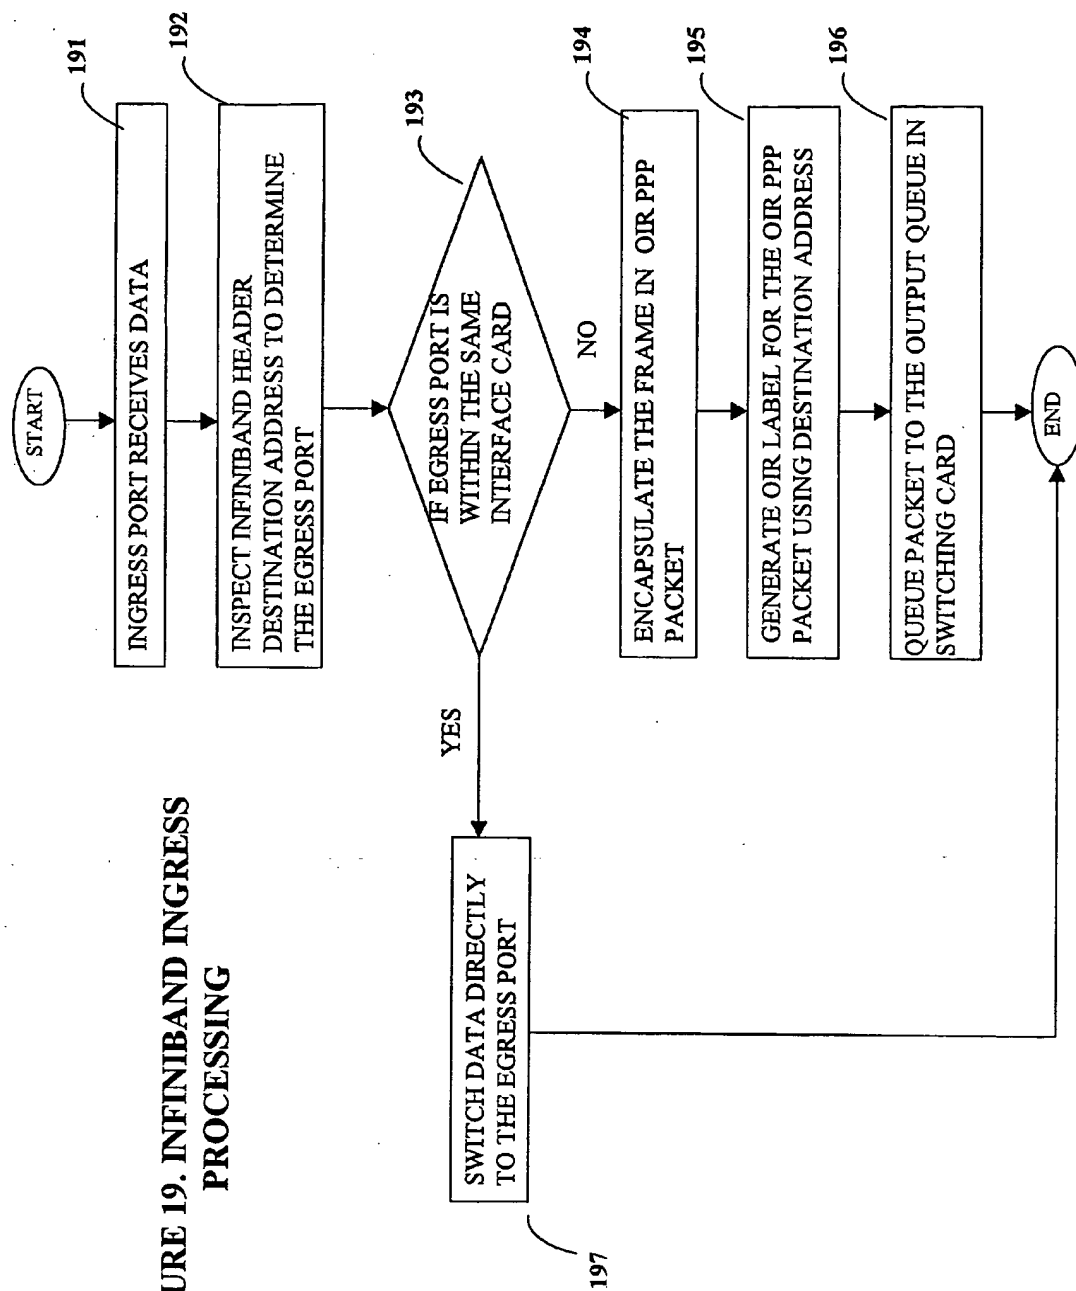 START
191
INGRESS PORT RECEIVES DATA
192
INSPECT INFINIBAND HEADER
DESTINATION ADDRESS TO DETERMINE
THE EGRESS PORT
193
IF EGRESS PORT IS
WITHIN THE SAME
INTERFACE CARD
YES
NO
194
ENCAPSULATE THE FRAME IN OIR PPP
PACKET
195
GENERATE OIR LABEL FOR THE OIR PPP
PACKET USING DESTINATION ADDRESS
196
QUEUE PACKET TO THE OUTPUT QUEUE IN
SWITCHING CARD
END
SWITCH DATA DIRECTLY
TO THE EGRESS PORT
197
URE 19. INFINIBAND INGRESS
PROCESSING